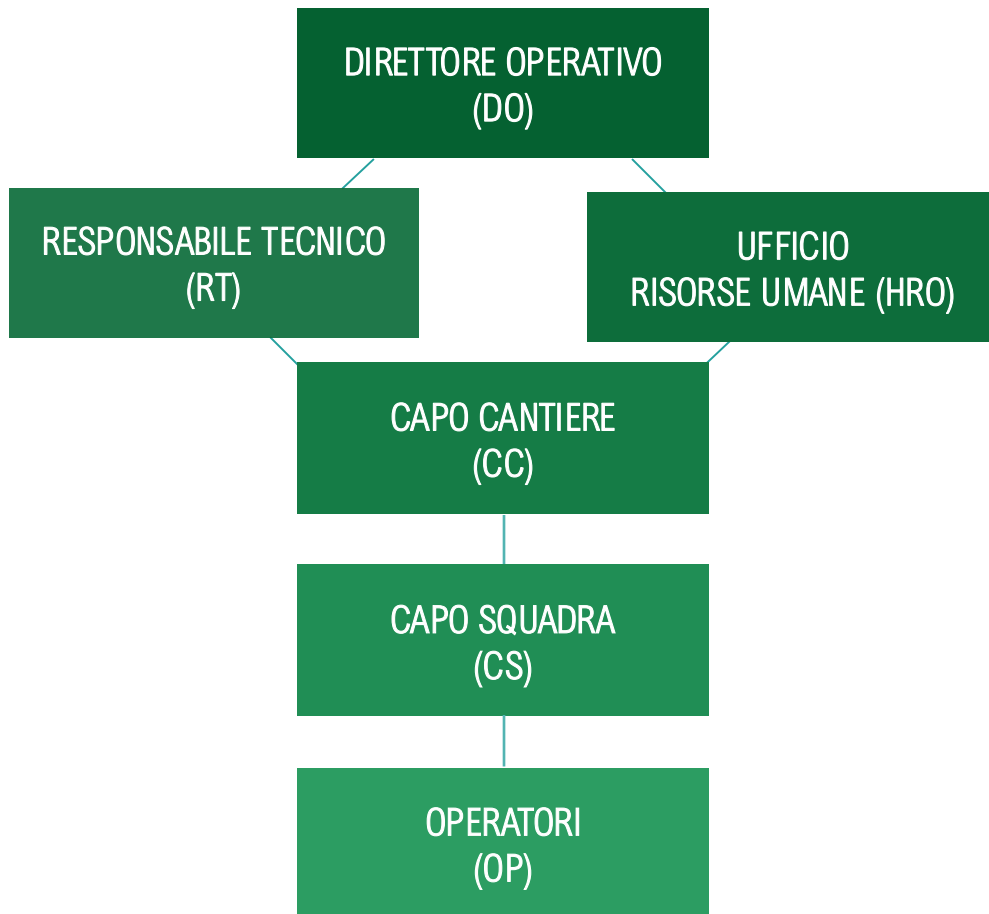 DIRETTORE OPERATIVO
(DO)
RESPONSABILE TECNICO
(RT)
UFFICIO
RISORSE UMANE (HRO)
CAPO CANTIERE
(CC)
CAPO SQUADRA
(CS)
OPERATORI
(OP)